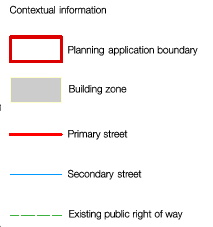 Contextual information
Planning application boundary
Building zone
Primary street
Secondary street
Existing public right of way